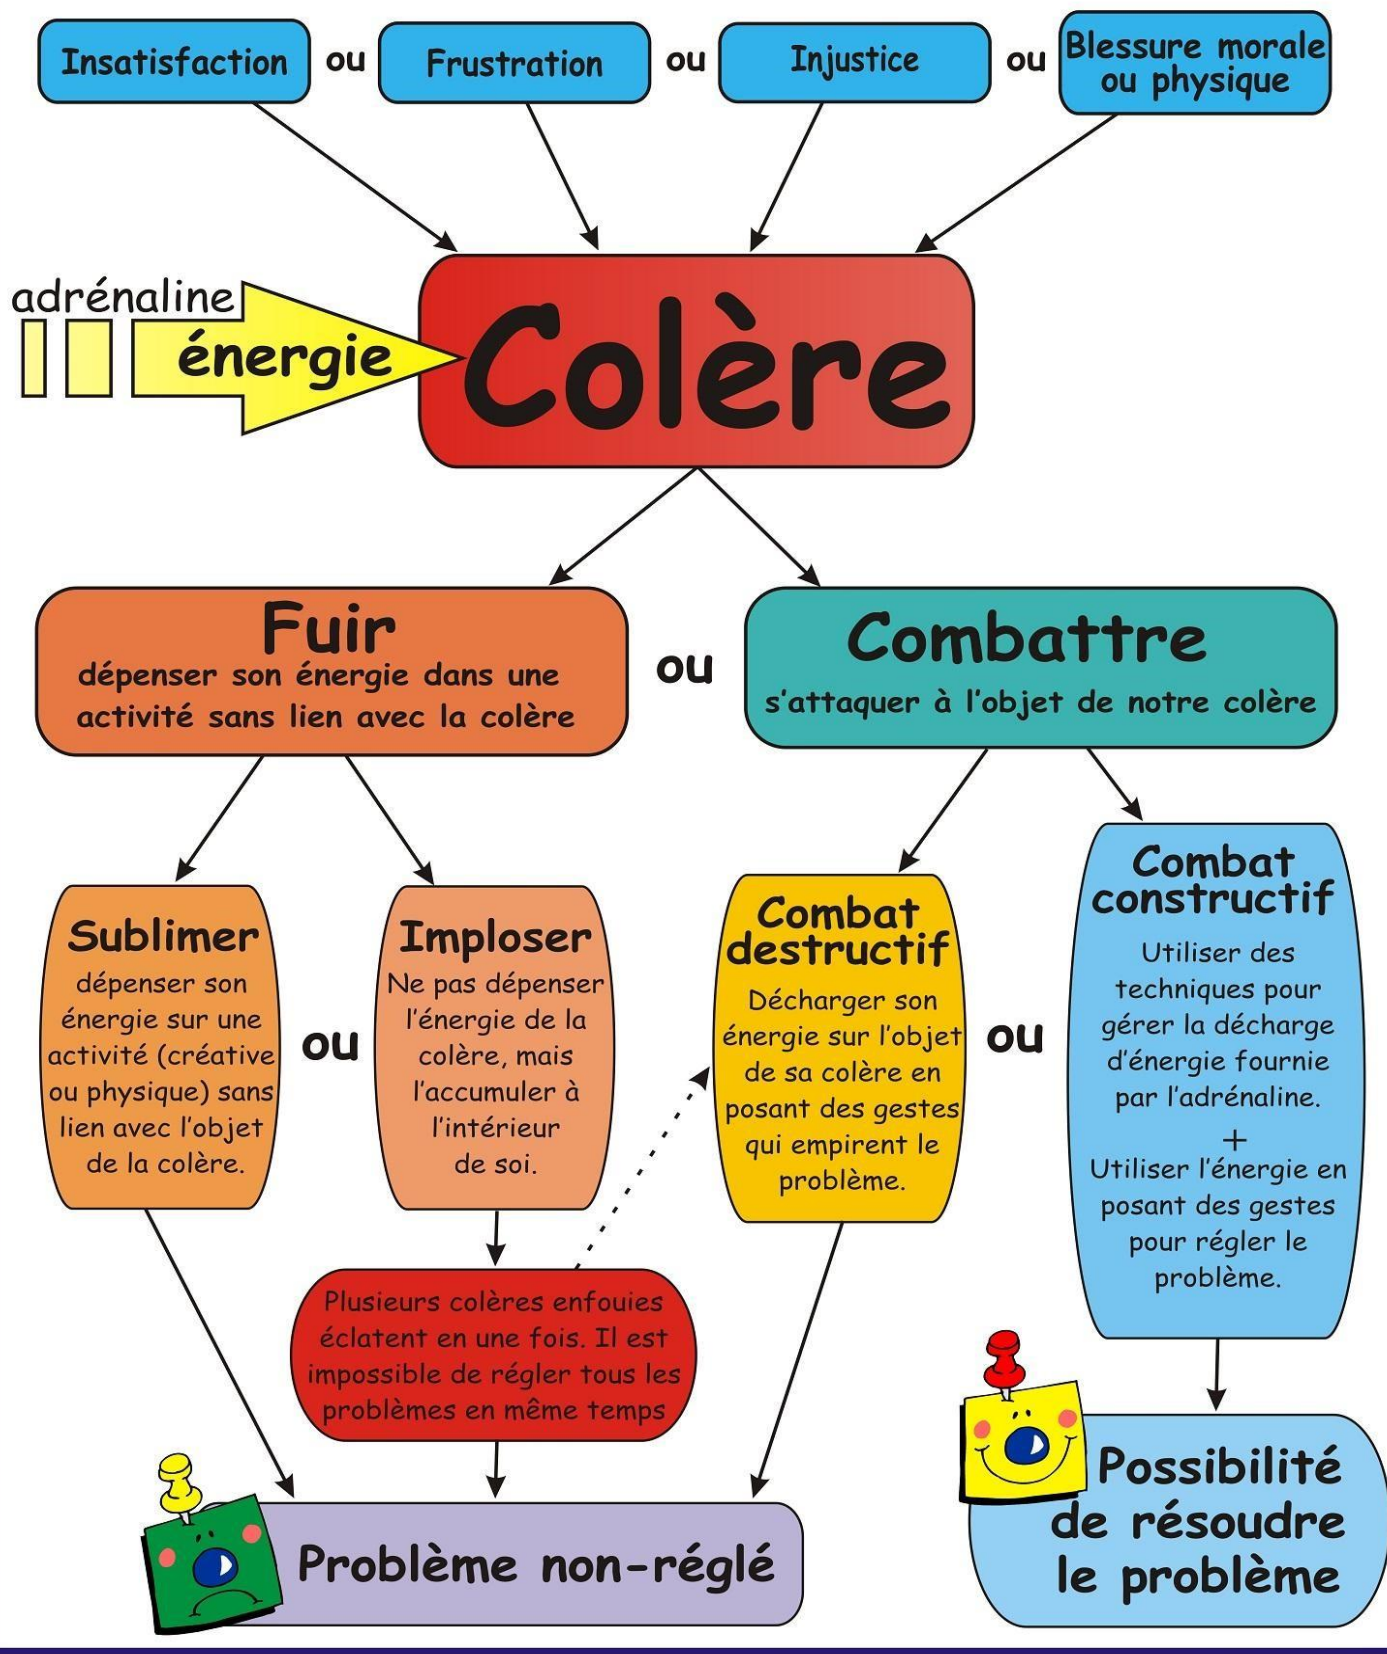 Insatisfaction
ou
Frustration
ou
Injustice
ou
Blessure morale
ou physique
adrénaline
énergie
Colère
Fuir
dépenser son énergie dans une
activité sans lien avec la colère
ou
Combattre
s'attaquer à l'objet de notre colère
Sublimer
dépenser son
énergie sur une
activité (créative
ou physique) sans
lien avec l'objet
de la colère.
ou
Imploser
Ne pas dépenser
l'énergie de la
colère, mais
l'accumuler à
l'intérieur
de soi.
Combat
destructif
Décharger son
énergie sur l'objet
de sa colère en
posant des gestes
qui empirent le
problème.
ou
Combat
constructif
Utiliser des
techniques pour
gérer la décharge
d'énergie fournie
par l'adrénaline.
+
Utiliser l'énergie en
posant des gestes
pour régler le
problème.
Plusieurs colères enfouies
éclatent en une fois. Il est
impossible de régler tous les
problèmes en même temps
Problème non-réglé
Possibilité
de résoudre
le problème